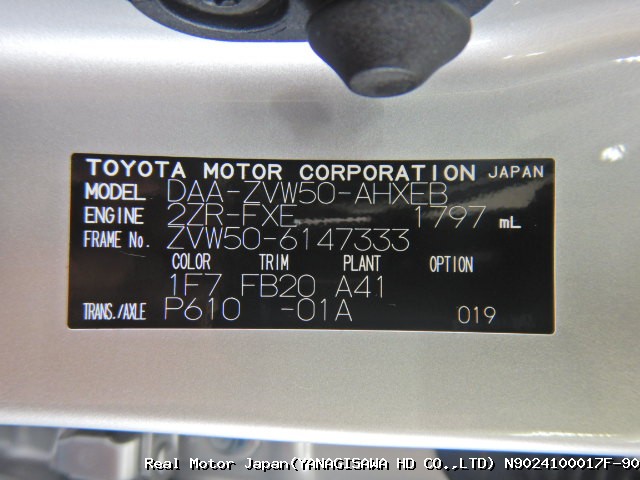 TOYOTA MOTOR CORPORATION JAPAN
MODEL DAA-ZVW50-AHXEB
ENGINE 2ZR-FXE 1797 mL
FRAME No. ZVW50-6147333
COLOR TRIM PLANT OPTION
1F7 FB20 A41
TRANS./AXLE P610 -01A 019
Real Motor Japan(YANAGISAWA HD CO.,LTD) N9024100017F-90